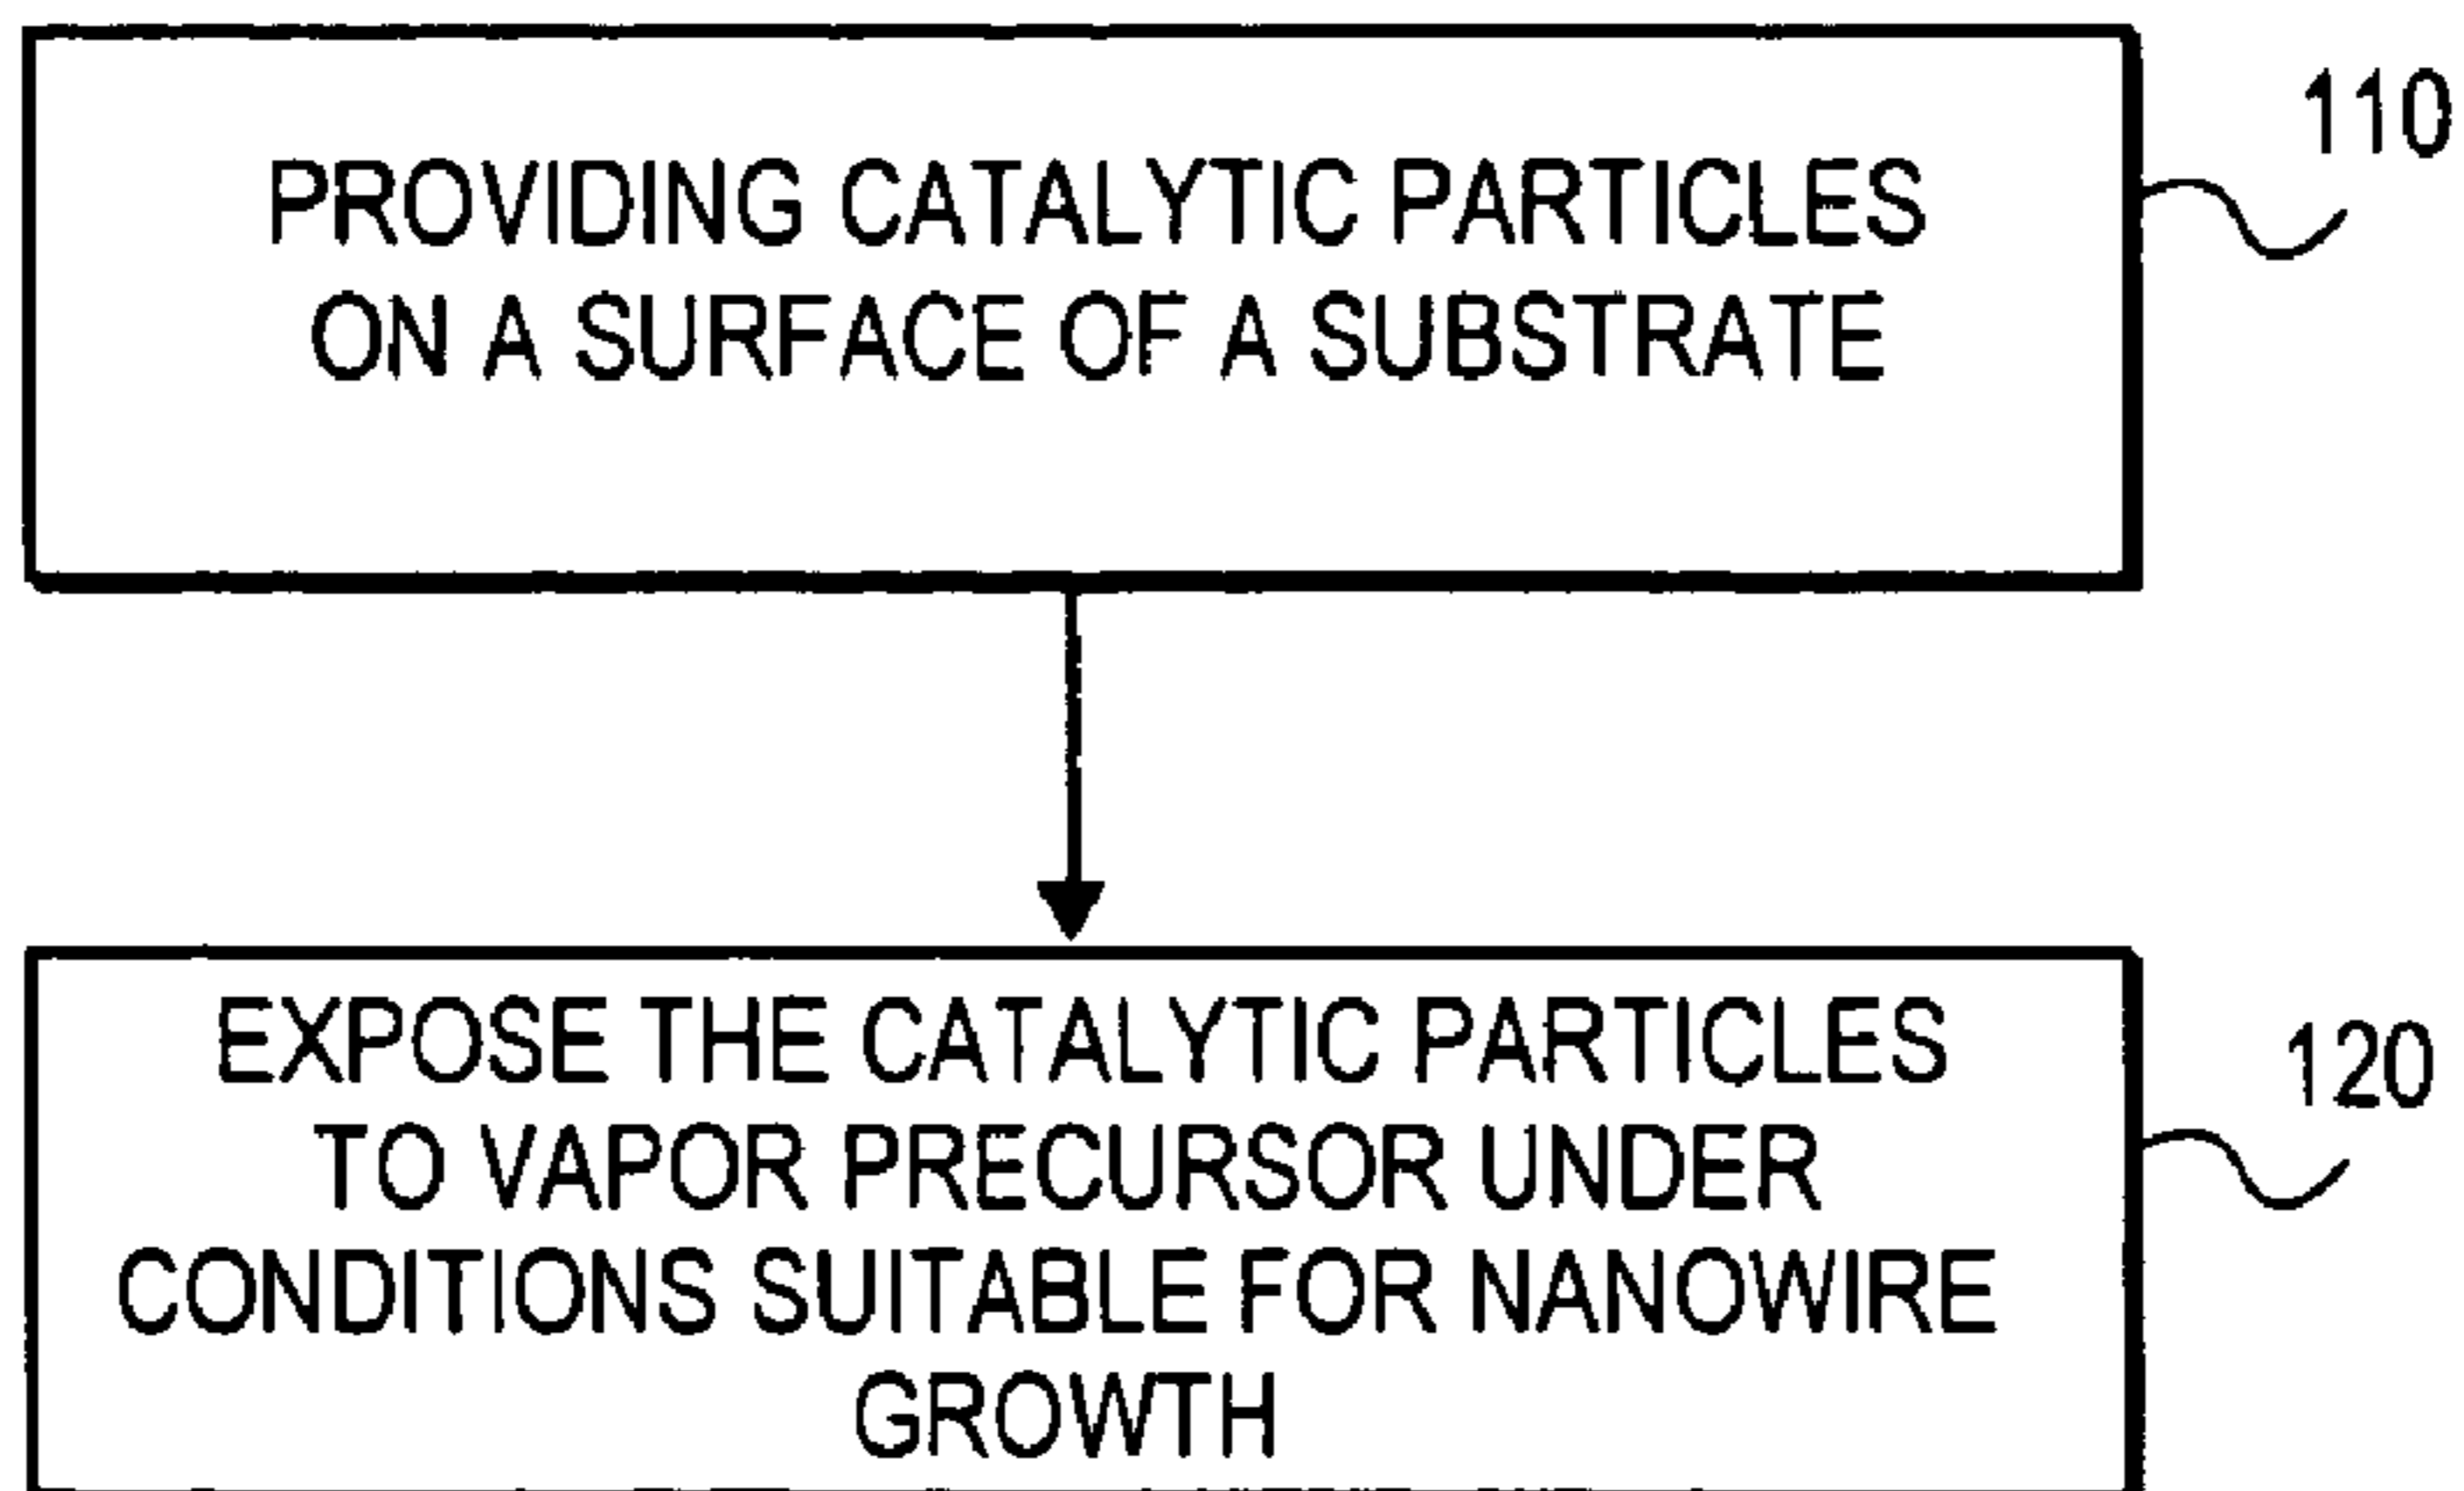 110
PROVIDING CATALYTIC PARTICLES
ON A SURFACE OF A SUBSTRATE
EXPOSE THE CATALYTIC PARTICLES
120
TO VAPOR PRECURSOR UNDER
CONDITIONS SUITABLE FOR NANOWIRE
GROWTH